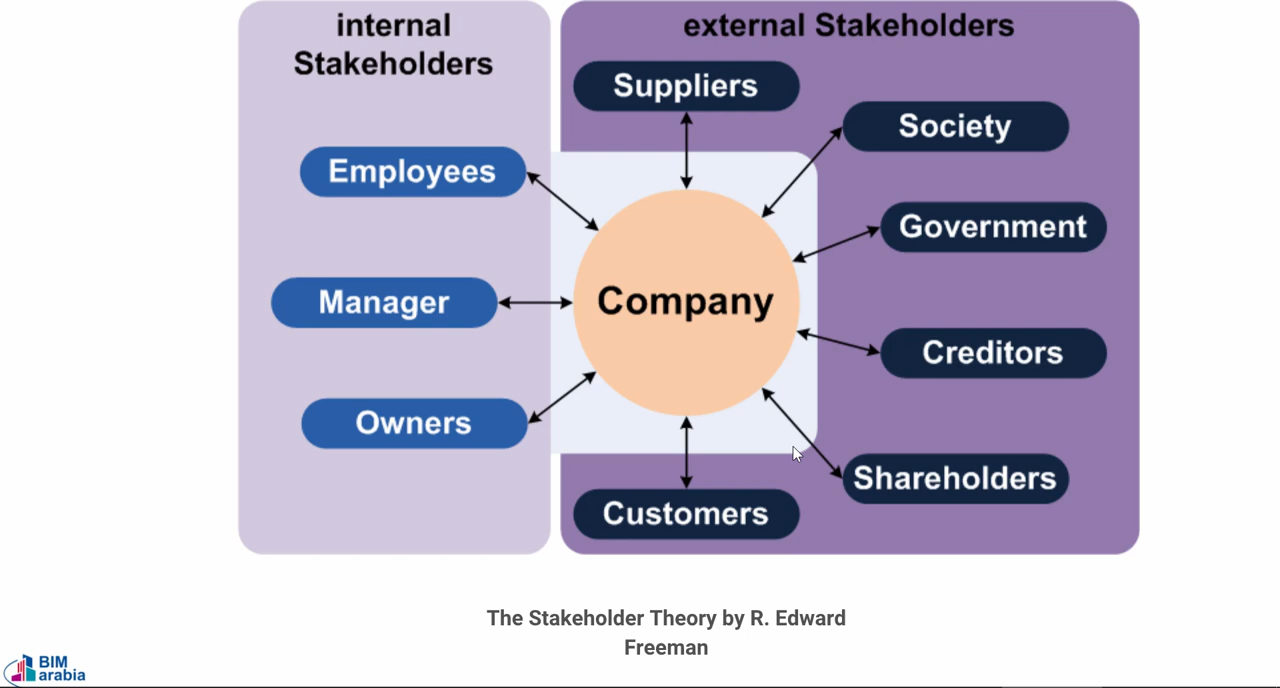 internal
Stakeholders
external Stakeholders
Suppliers
Society
Employees
Government
Manager
Company
Creditors
Owners
Shareholders
Customers
The Stakeholder Theory by R. Edward
Freeman
BIM
arabia